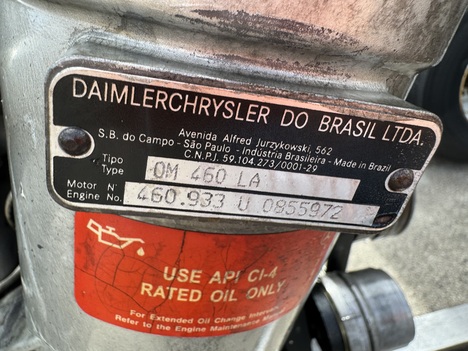 DAIMLERCHRYSLER DO BRASIL LTDA.
Avenida Alfred Jurzykowski, 562
S.B. do Campo - São Paulo - Indústria Brasileira - Made in Brazil
C.N.P.J. 59.104.273/0001-29
Tipo
Type OM 460 LA
Motor N°
Engine No. 460.933 U 0855972
USE API CI-4
RATED OIL ONLY
For Extended Oil Change Intervals
Refer to the Engine Maintenance